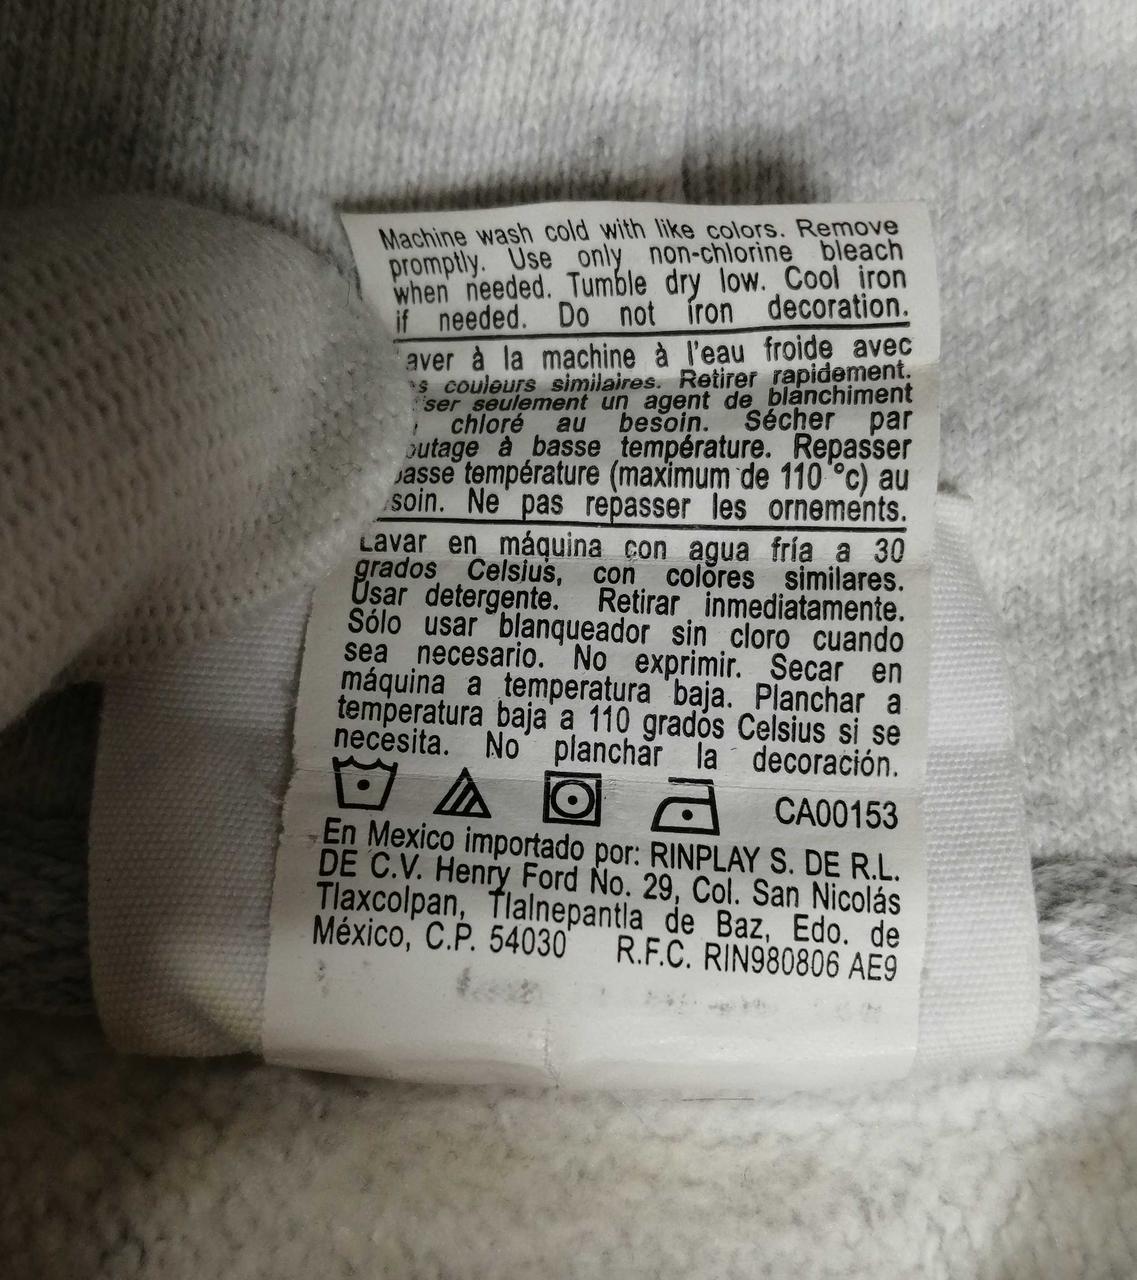 Machine wash cold with like colors. Remove
promptly. Use only non-chlorine bleach
when needed. Tumble dry low. Cool iron
if needed. Do not iron decoration.
aver à la machine à l'eau froide avec
s couleurs similaires. Retirer rapidement.
ser seulement un agent de blanchiment
chloré au besoin. Sécher par
outage à basse température. Repasser
basse température (maximum de 110 °c) au
soin. Ne pas repasser les ornements.
Lavar en máquina con agua fría a 30
grados Celsius, con colores similares.
Usar detergente. Retirar inmediatamente.
Sólo usar blanqueador sin cloro cuando
sea necesario. No exprimir. Secar en
máquina a temperatura baja. Planchar a
temperatura baja a 110 grados Celsius si se
necesita. No planchar la decoración.
CA00153
En Mexico importado por: RINPLAY S. DE R.L.
DE C.V. Henry Ford No. 29, Col. San Nicolás
Tlaxcolpan, Tlalnepantla de Baz, Edo. de
México, C.P. 54030 R.F.C. RIN980806 AE9